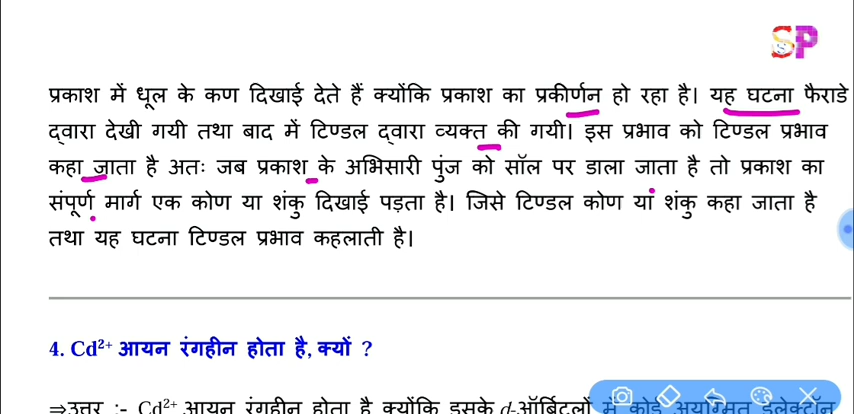 SP
प्रकाश में धूल के कण दिखाई देते हैं क्योंकि प्रकाश का प्रकीर्णन हो रहा है। यह घटना फैराडे
द्वारा देखी गयी तथा बाद में टिण्डल द्वारा व्यक्त की गयी। इस प्रभाव को टिण्डल प्रभाव
कहा जाता है अतः जब प्रकाश के अभिसारी पुंज को सॉल पर डाला जाता है तो प्रकाश का
संपूर्ण मार्ग एक कोण या शंकु दिखाई पड़ता है। जिसे टिण्डल कोण या शंकु कहा जाता है
तथा यह घटना टिण्डल प्रभाव कहलाती है।
4. Cd²⁺ आयन रंगहीन होता है, क्यों ?
⇒उत्तर :- Cd²⁺ आयन रंगहीन होता है क्योंकि इसके d-ऑर्बिटलों में कोई अयुग्मित इलेक्ट्रॉन